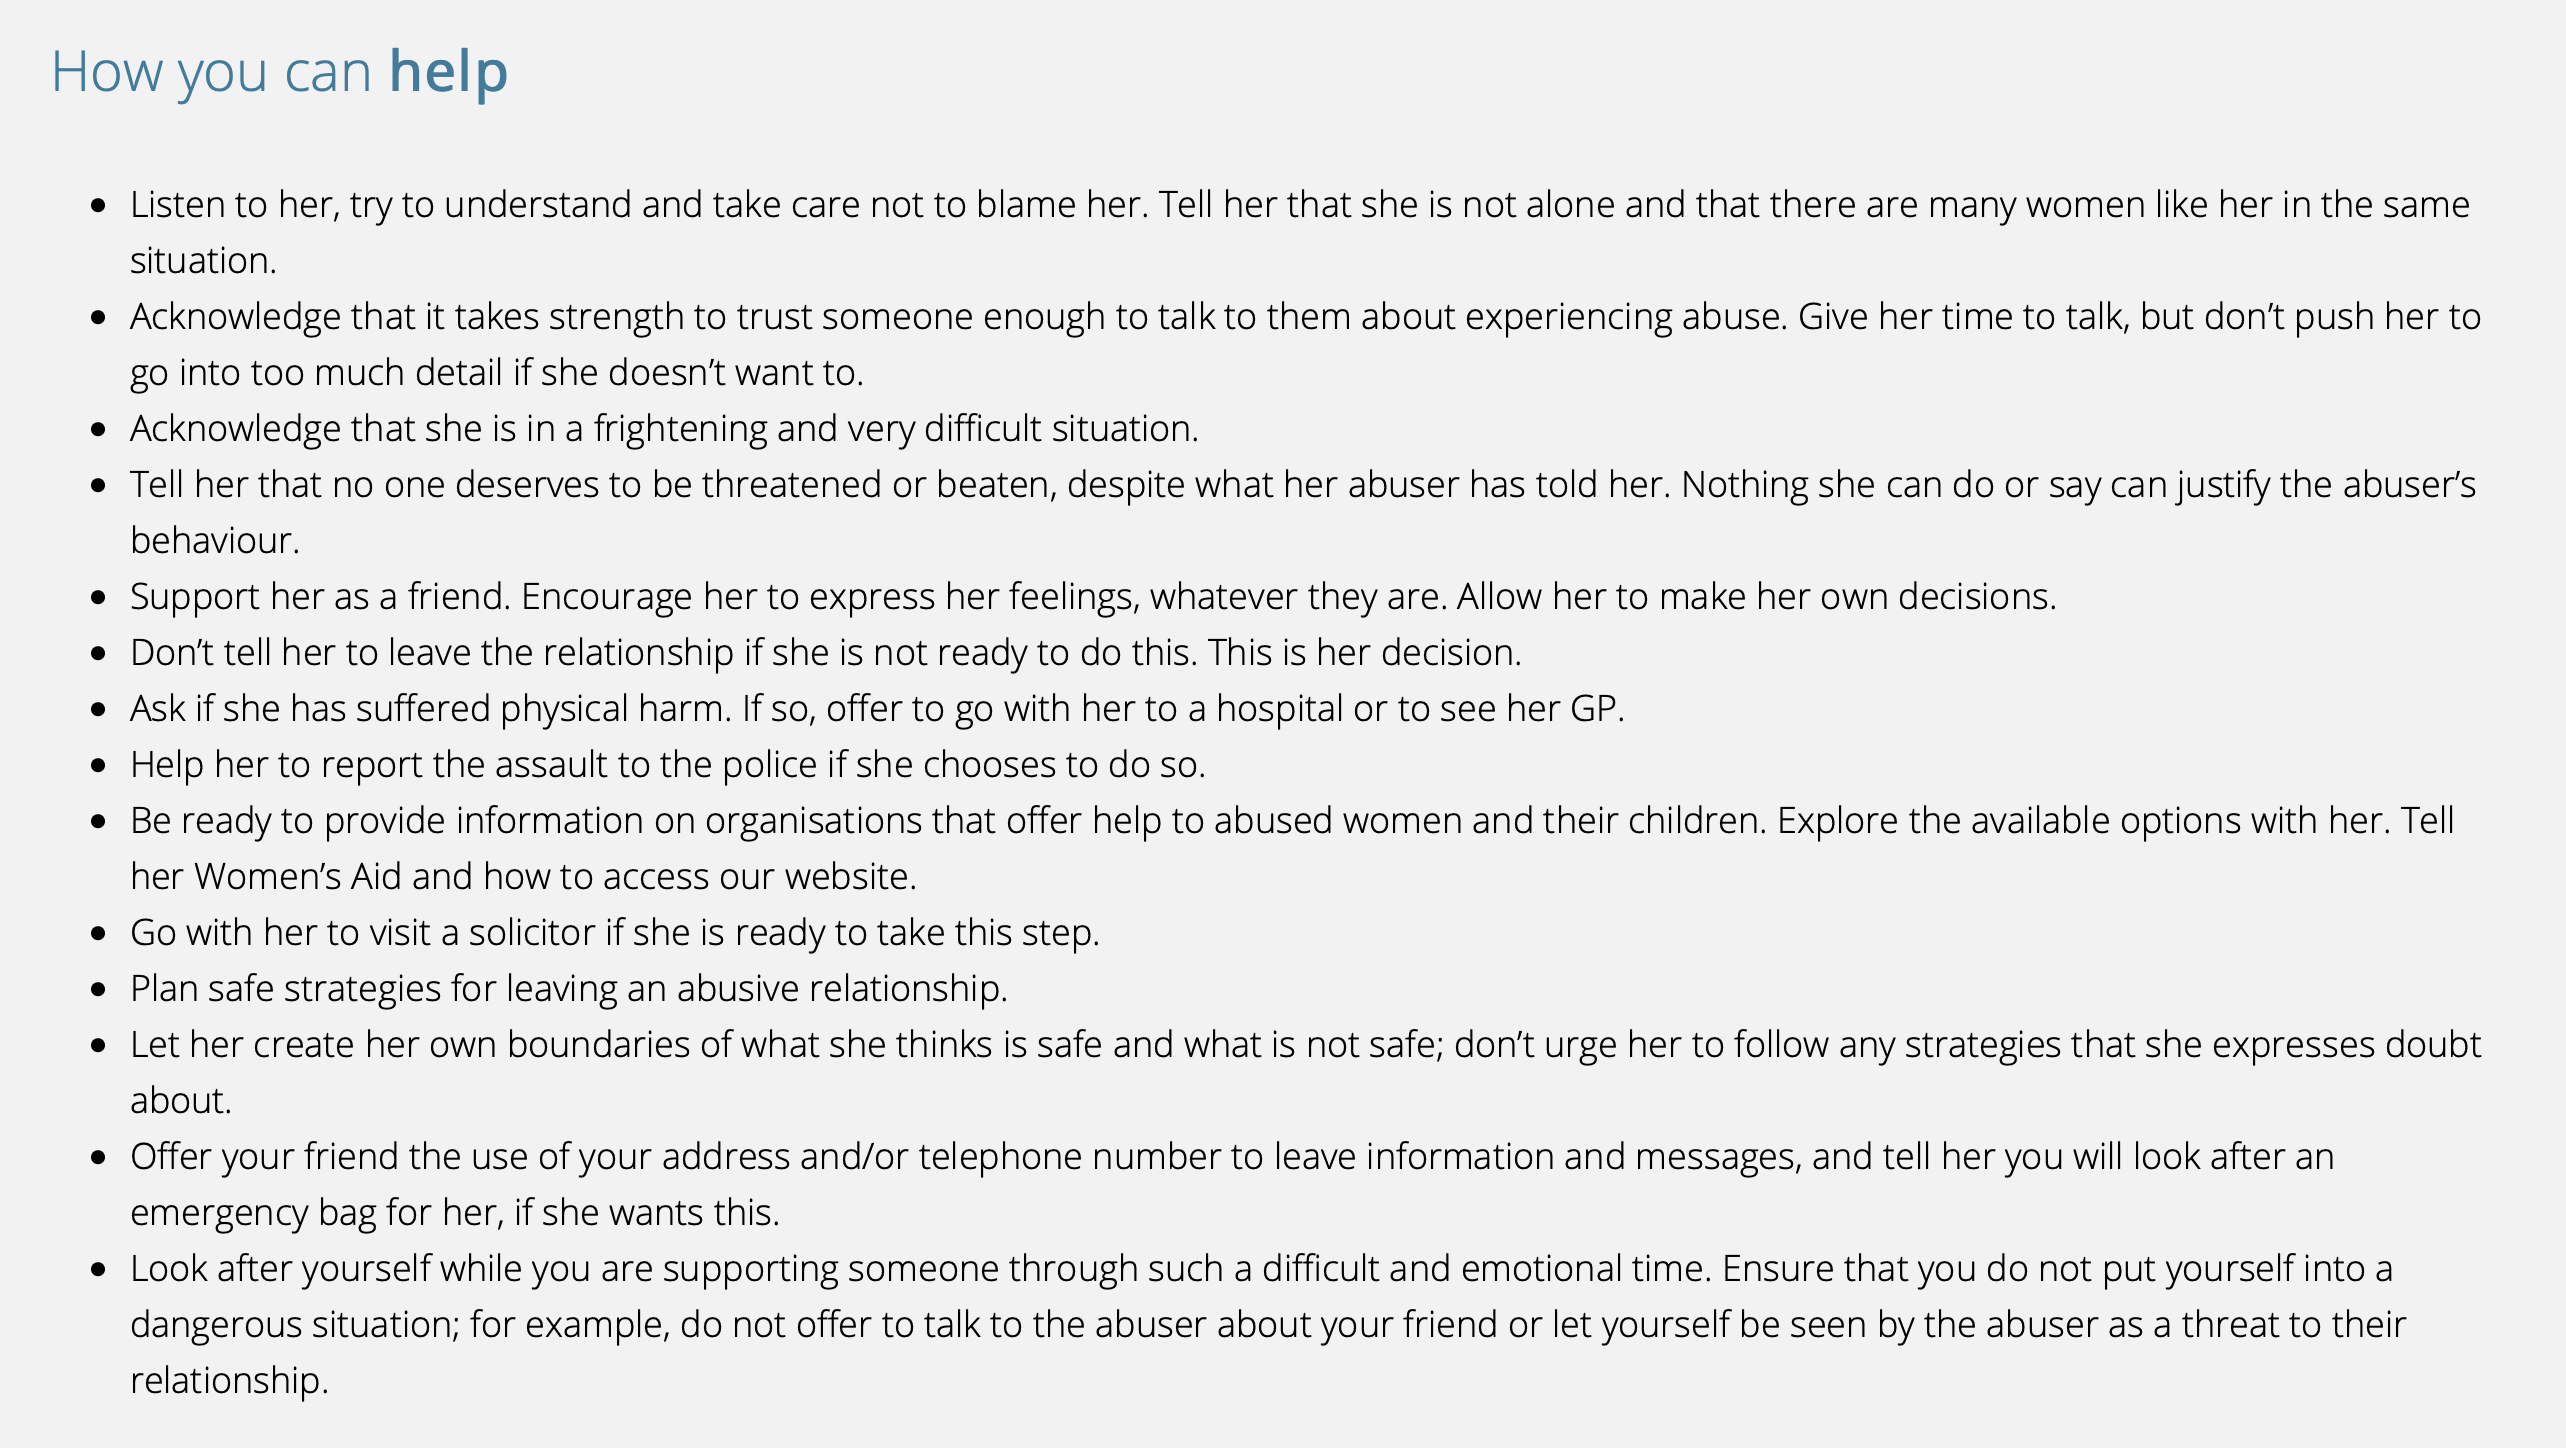 How you can help
• Listen to her, try to understand and take care not to blame her. Tell her that she is not alone and that there are many women like her in the same
situation.
• Acknowledge that it takes strength to trust someone enough to talk to them about experiencing abuse. Give her time to talk, but don’t push her to
go into too much detail if she doesn’t want to.
• Acknowledge that she is in a frightening and very difficult situation.
• Tell her that no one deserves to be threatened or beaten, despite what her abuser has told her. Nothing she can do or say can justify the abuser’s
behaviour.
• Support her as a friend. Encourage her to express her feelings, whatever they are. Allow her to make her own decisions.
• Don’t tell her to leave the relationship if she is not ready to do this. This is her decision.
• Ask if she has suffered physical harm. If so, offer to go with her to a hospital or to see her GP.
• Help her to report the assault to the police if she chooses to do so.
• Be ready to provide information on organisations that offer help to abused women and their children. Explore the available options with her. Tell
her Women’s Aid and how to access our website.
• Go with her to visit a solicitor if she is ready to take this step.
• Plan safe strategies for leaving an abusive relationship.
• Let her create her own boundaries of what she thinks is safe and what is not safe; don’t urge her to follow any strategies that she expresses doubt
about.
• Offer your friend the use of your address and/or telephone number to leave information and messages, and tell her you will look after an
emergency bag for her, if she wants this.
• Look after yourself while you are supporting someone through such a difficult and emotional time. Ensure that you do not put yourself into a
dangerous situation; for example, do not offer to talk to the abuser about your friend or let yourself be seen by the abuser as a threat to their
relationship.